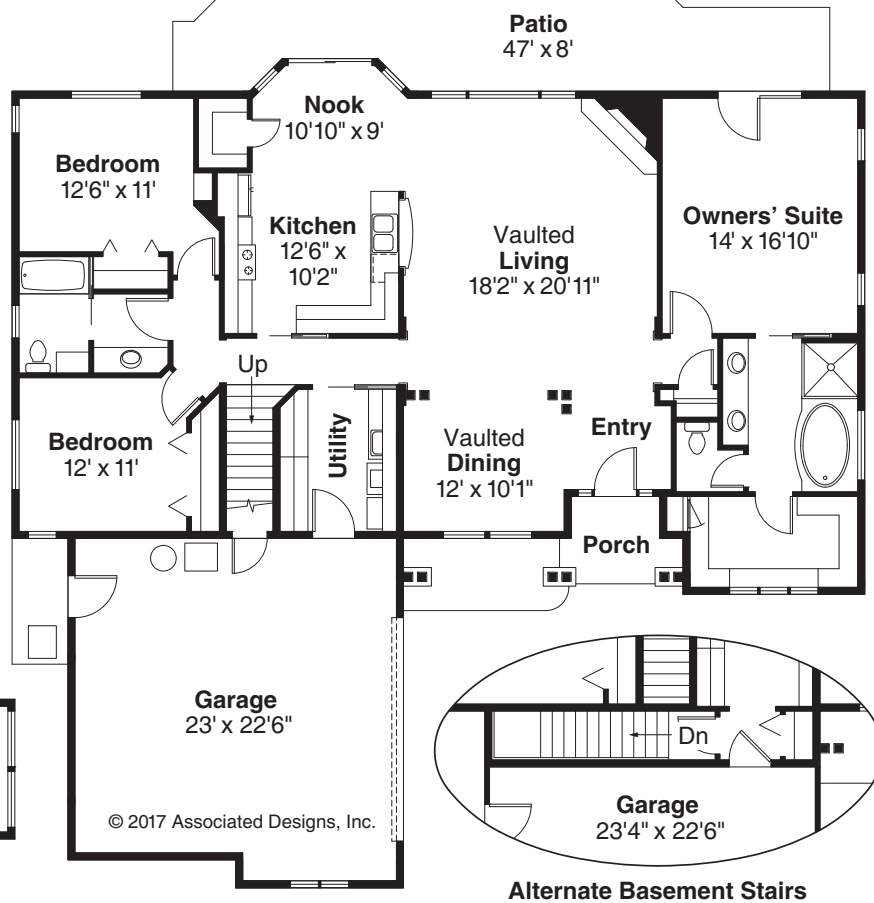 Patio
47' x 8'
Nook
10'10" x 9'
Bedroom
12'6" x 11'
Kitchen
12'6" x
10'2"
Vaulted
Living
18'2" x 20'11"
Owners’ Suite
14' x 16'10"
Up
Bedroom
12' x 11'
Utility
Vaulted
Dining
12' x 10'1"
Entry
Porch
Garage
23' x 22'6"
© 2017 Associated Designs, Inc.
Dn
Garage
23'4" x 22'6"
Alternate Basement Stairs